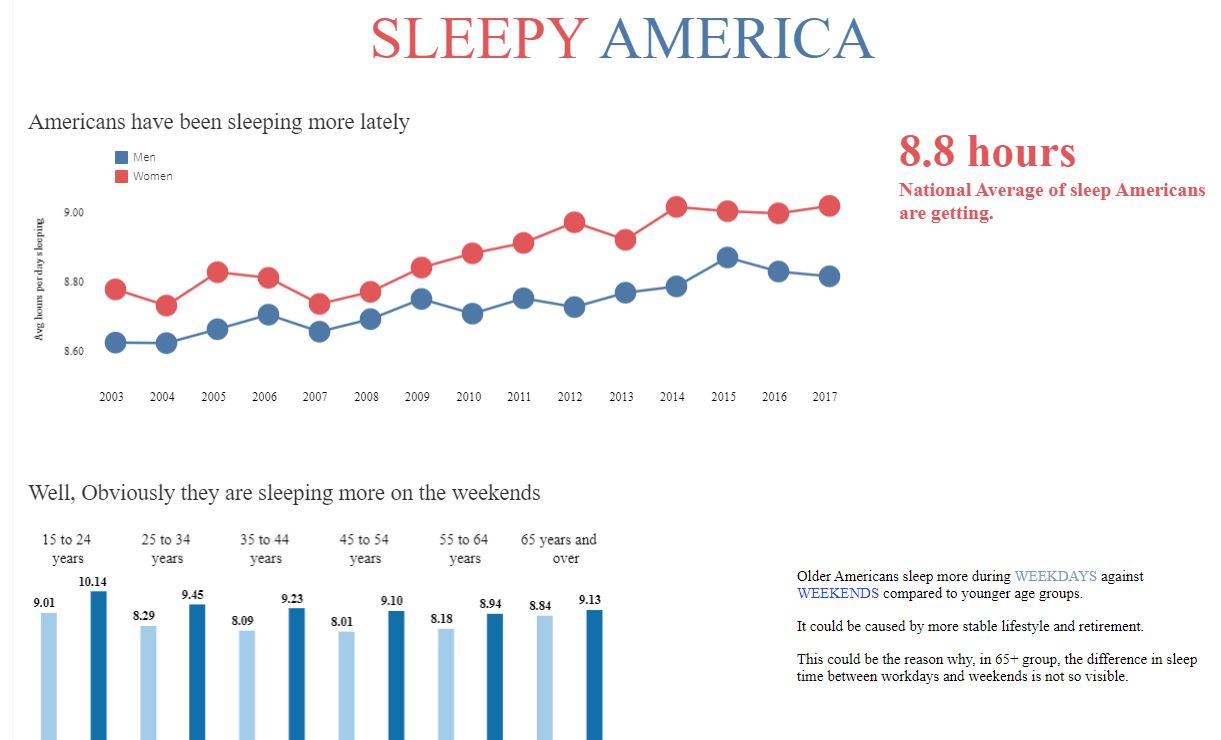 SLEEPY AMERICA
Americans have been sleeping more lately
Men
Women
8.8 hours
National Average of sleep Americans
are getting.
Avg hours per day sleeping
9.00
8.80
8.60
2003 2004 2005 2006 2007 2008 2009 2010 2011 2012 2013 2014 2015 2016 2017
Well, Obviously they are sleeping more on the weekends
15 to 24 25 to 34 35 to 44 45 to 54 55 to 64 65 years and
years years years years years over
9.01 10.14 8.29 9.45 8.09 9.23 8.01 9.10 8.18 8.94 8.84 9.13
Older Americans sleep more during WEEKDAYS against
WEEKENDS compared to younger age groups.
It could be caused by more stable lifestyle and retirement.
This could be the reason why, in 65+ group, the difference in sleep
time between workdays and weekends is not so visible.